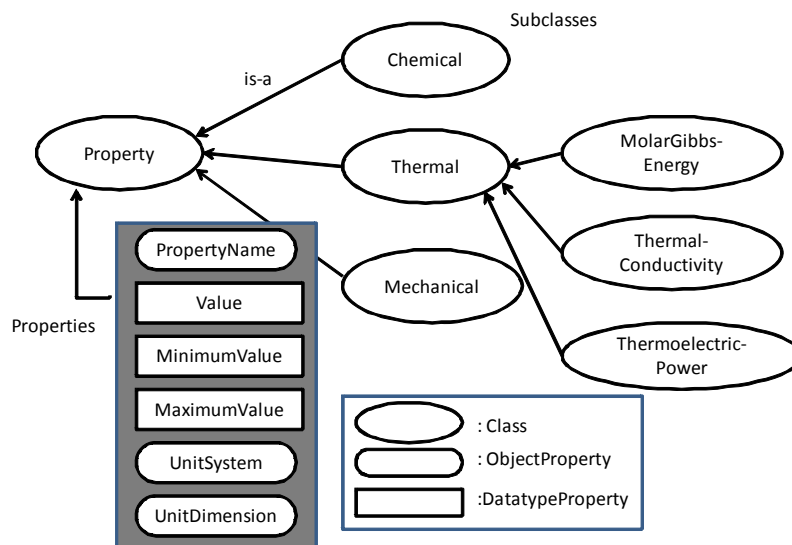 Subclasses
Chemical
is-a
Property
Thermal
MolarGibbs-
Energy
PropertyName
Thermal-
Conductivity
Mechanical
Value
Properties
MinimumValue
Thermoelectric-
Power
MaximumValue
: Class
UnitSystem
: ObjectProperty
:DatatypeProperty
UnitDimension